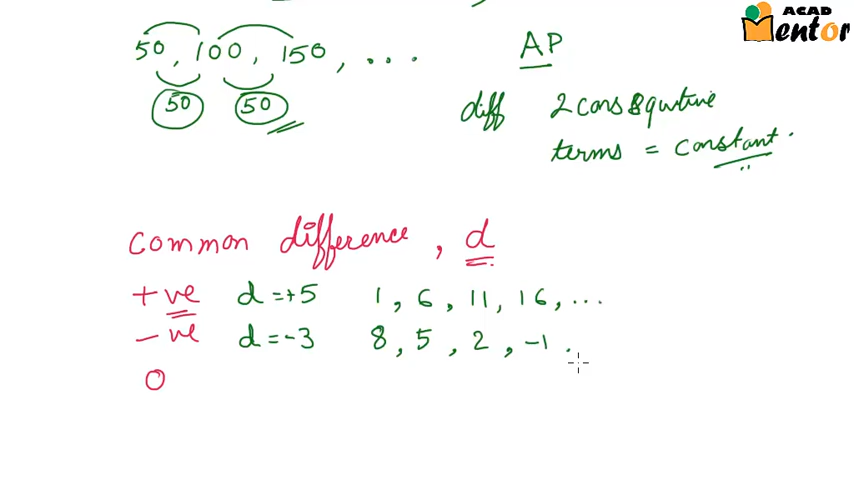 ACAD
mentor
50, 100, 150, ... AP
50 50
diff 2 consequtive
terms = constant.
common difference, d
+ve d=+5 1, 6, 11, 16, ...
-ve d=-3 8, 5, 2, -1 .
0